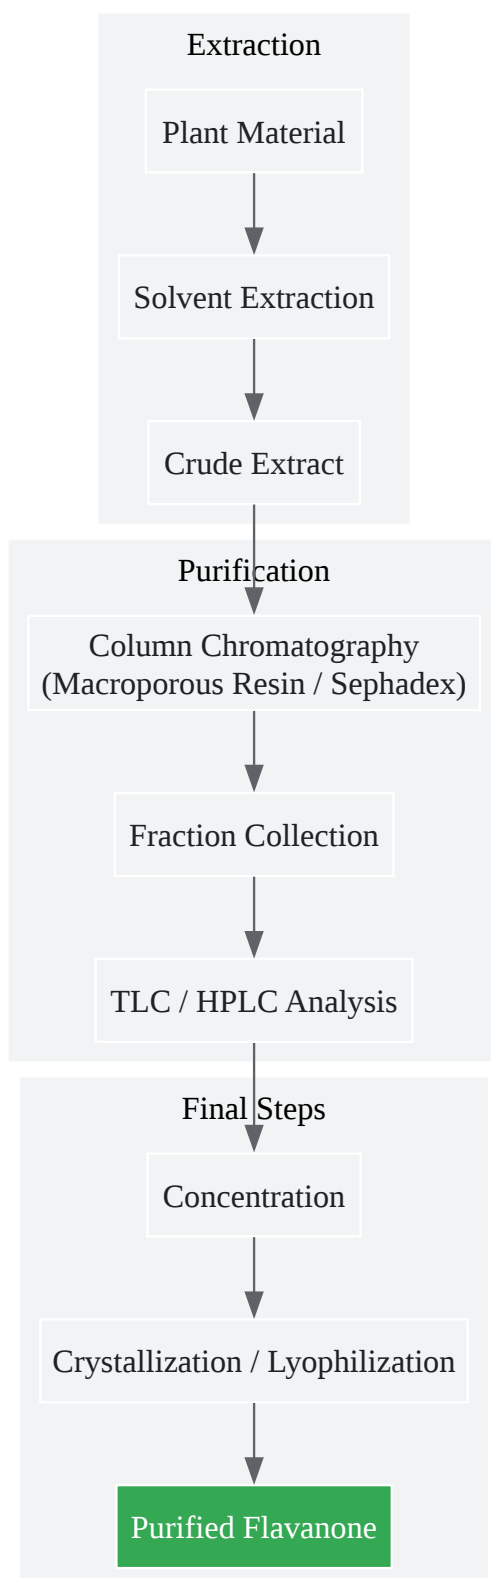 Extraction
Plant Material
Solvent Extraction
Crude Extract
Purification
Column Chromatography
(Macroporous Resin / Sephadex)
Fraction Collection
TLC / HPLC Analysis
Final Steps
Concentration
Crystallization / Lyophilization
Purified Flavanone